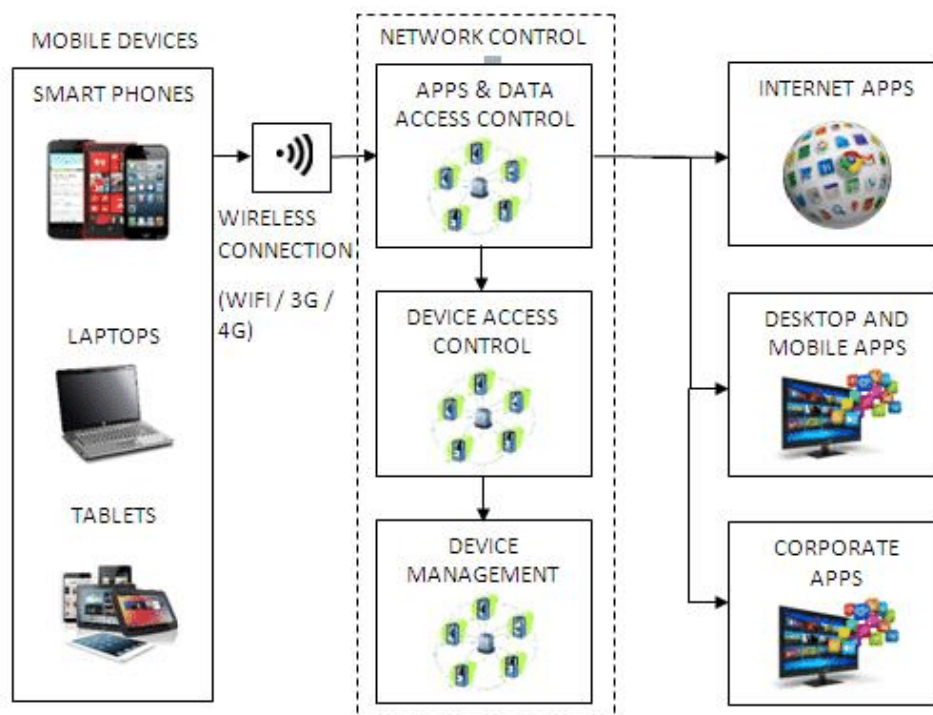 MOBILE DEVICES
SMART PHONES
LAPTOPS
TABLETS
WIRELESS
CONNECTION
(WIFI / 3G /
4G)
NETWORK CONTROL
APPS & DATA
ACCESS CONTROL
DEVICE ACCESS
CONTROL
DEVICE
MANAGEMENT
INTERNET APPS
DESKTOP AND
MOBILE APPS
CORPORATE
APPS